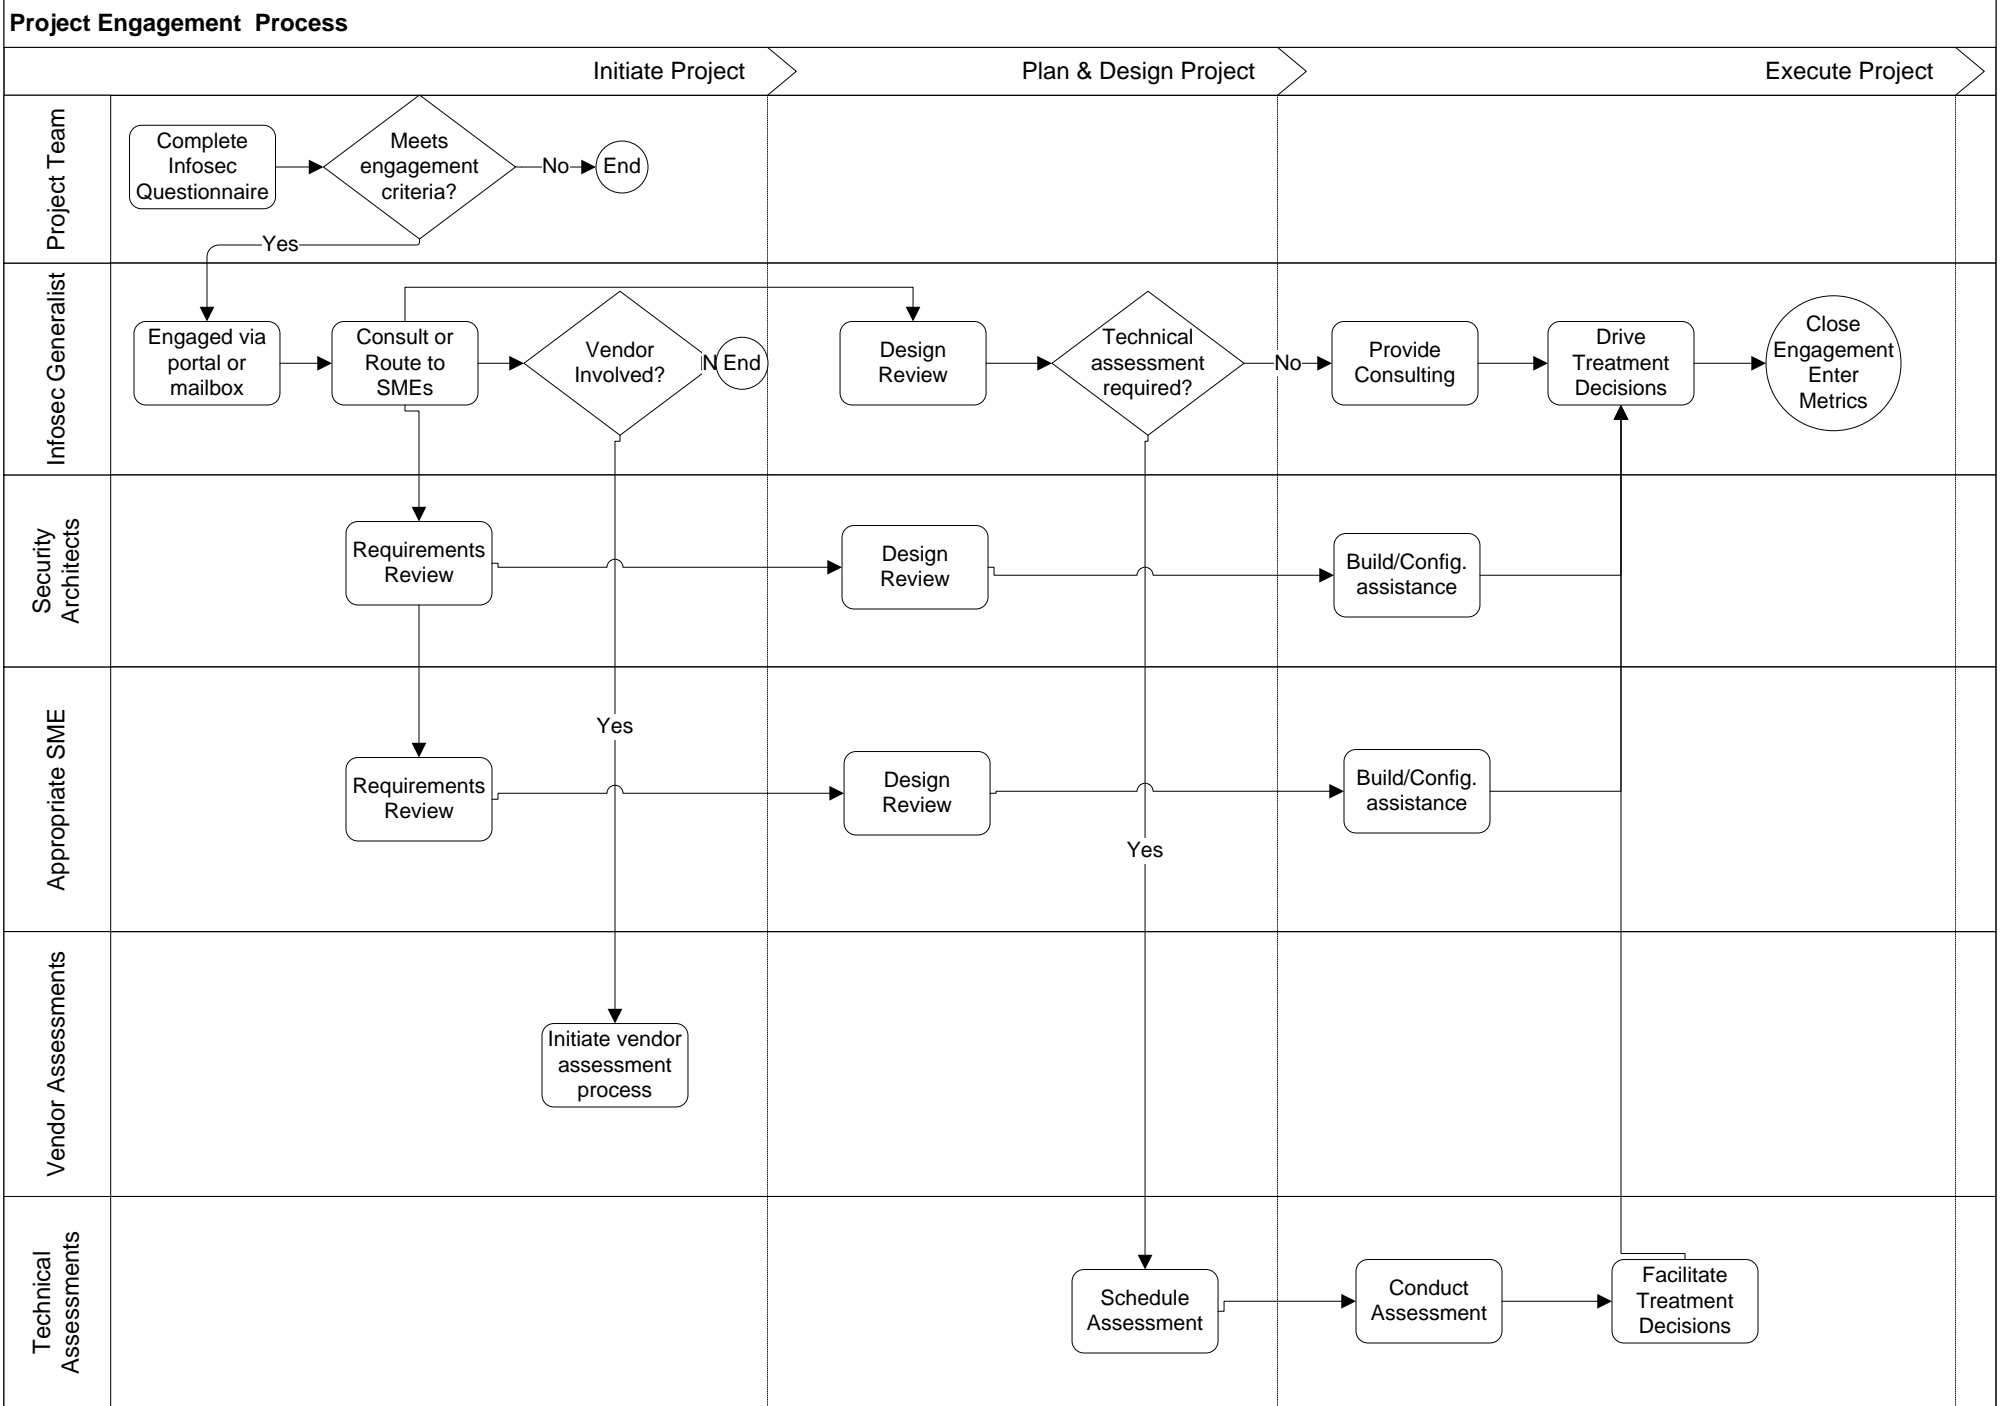 Project Engagement  Process
Initiate Project
Plan & Design Project
Execute Project
Project Team
Complete
Infosec
Questionnaire
Meets
engagement
criteria?
No
End
Yes
Infosec Generalist
Engaged via
portal or
mailbox
Consult or
Route to
SMEs
Vendor
Involved?
N
End
Design
Review
Technical
assessment
required?
No
Provide
Consulting
Drive
Treatment
Decisions
Close
Engagement
Enter
Metrics
Security
Architects
Requirements
Review
Design
Review
Build/Config.
assistance
Appropriate SME
Yes
Requirements
Review
Design
Review
Build/Config.
assistance
Yes
Vendor Assessments
Initiate vendor
assessment
process
Technical
Assessments
Schedule
Assessment
Conduct
Assessment
Facilitate
Treatment
Decisions